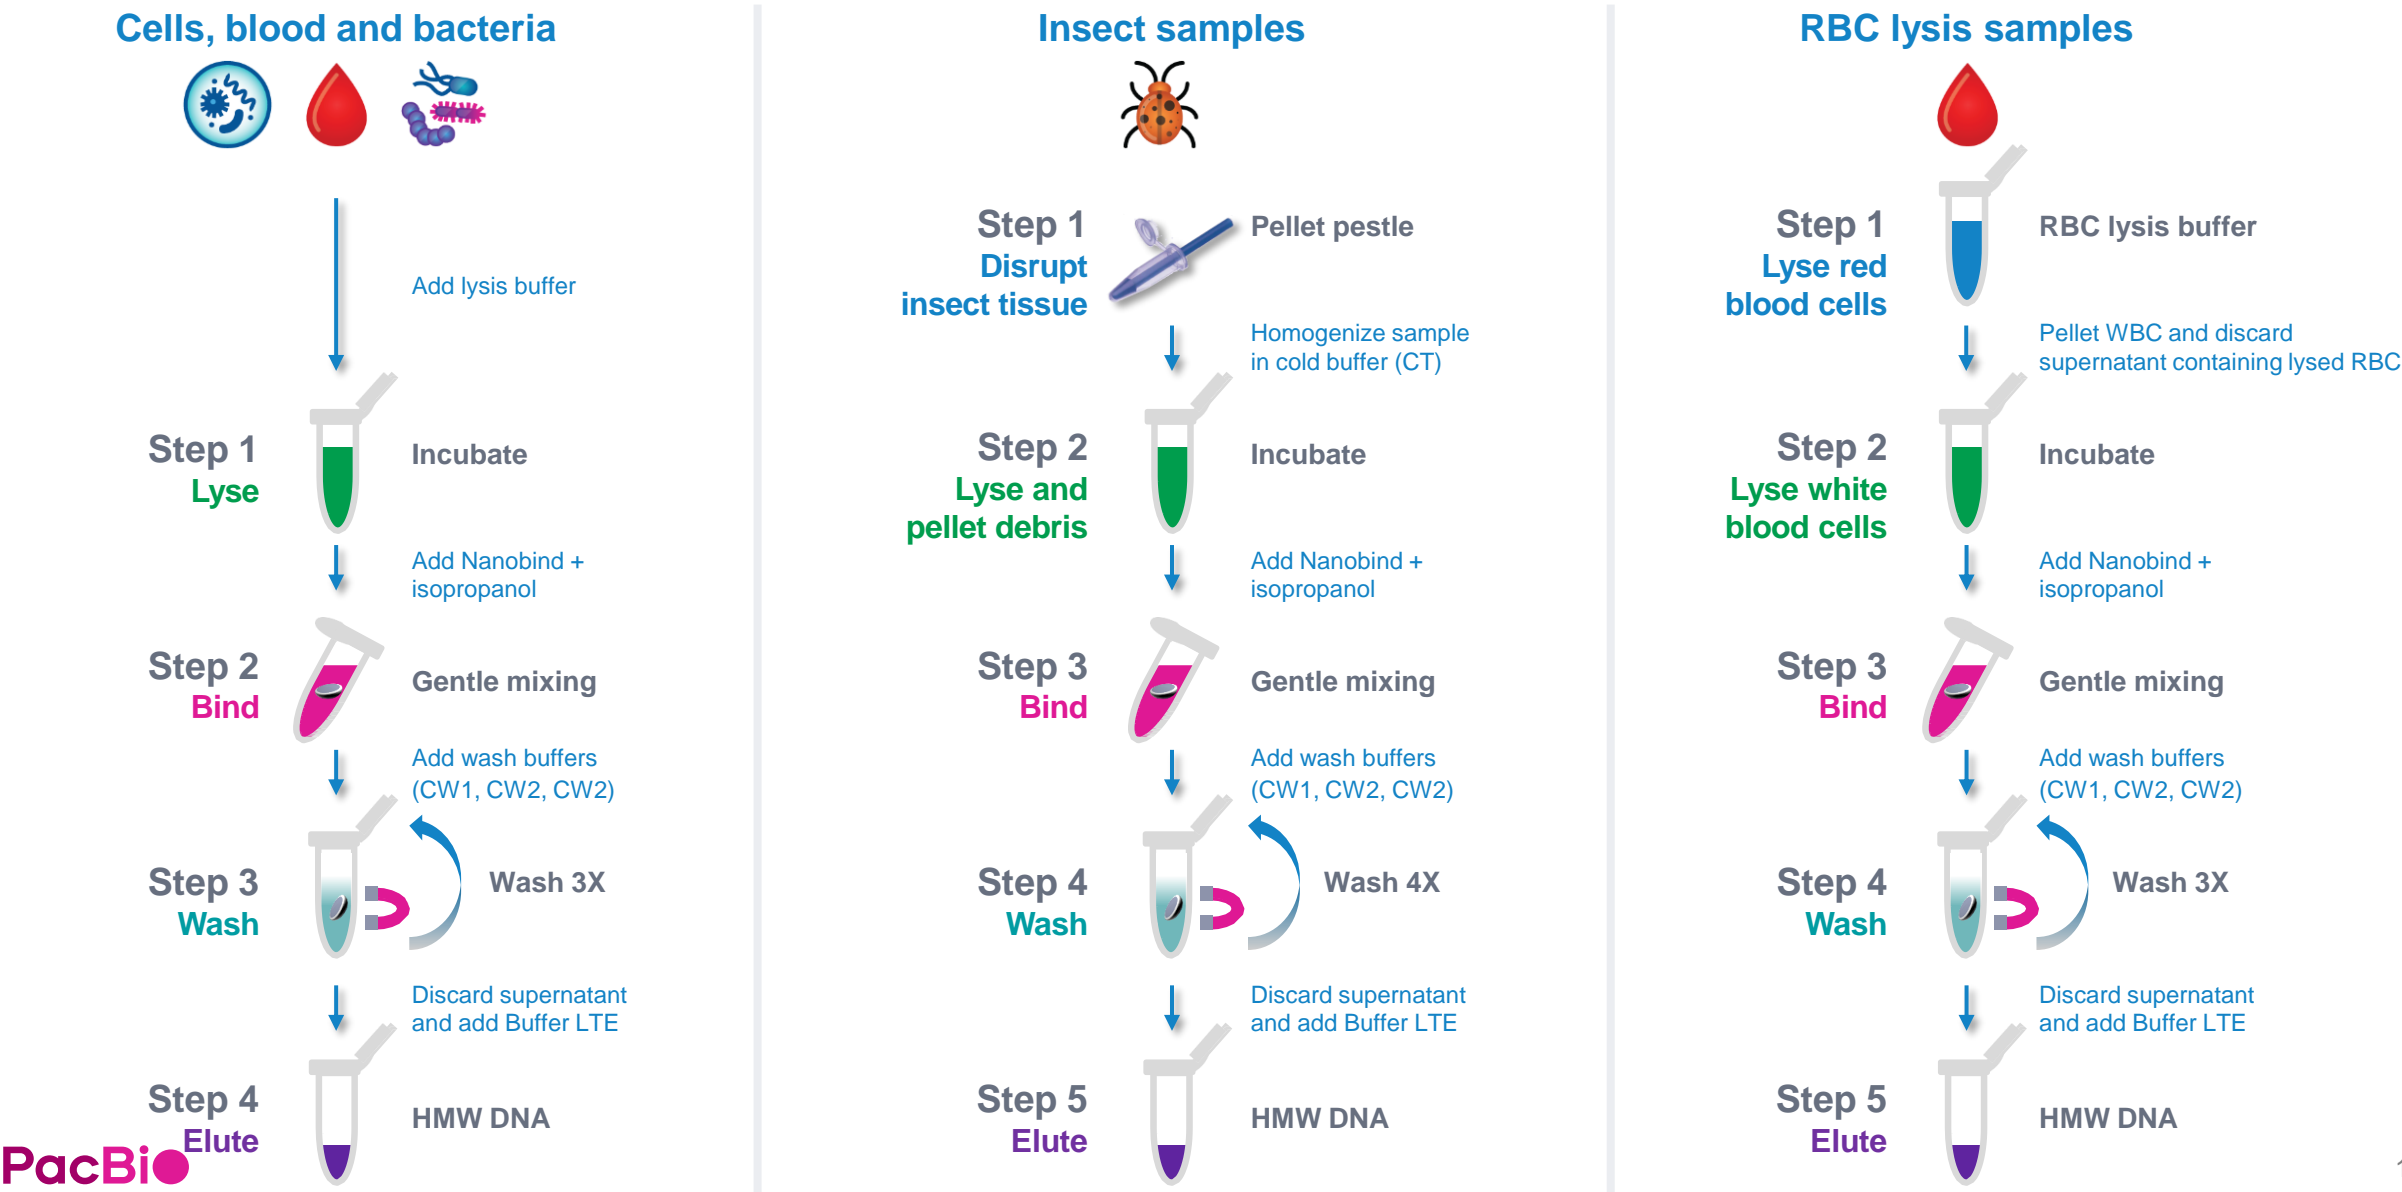 Cells, blood and bacteria
Add lysis buffer
Step 1
Lyse
Incubate
Add Nanobind +
isopropanol
Step 2
Bind
Gentle mixing
Add wash buffers
(CW1, CW2, CW2)
Step 3
Wash
Wash 3X
Discard supernatant
and add Buffer LTE
Step 4
Elute
HMW DNA
Insect samples
Step 1
Disrupt
insect tissue
Pellet pestle
Homogenize sample
in cold buffer (CT)
Step 2
Lyse and
pellet debris
Incubate
Add Nanobind +
isopropanol
Step 3
Bind
Gentle mixing
Add wash buffers
(CW1, CW2, CW2)
Step 4
Wash
Wash 4X
Discard supernatant
and add Buffer LTE
Step 5
Elute
HMW DNA
RBC lysis samples
Step 1
Lyse red
blood cells
RBC lysis buffer
Pellet WBC and discard
supernatant containing lysed RBC
Step 2
Lyse white
blood cells
Incubate
Add Nanobind +
isopropanol
Step 3
Bind
Gentle mixing
Add wash buffers
(CW1, CW2, CW2)
Step 4
Wash
Wash 3X
Discard supernatant
and add Buffer LTE
Step 5
Elute
HMW DNA
PacBio